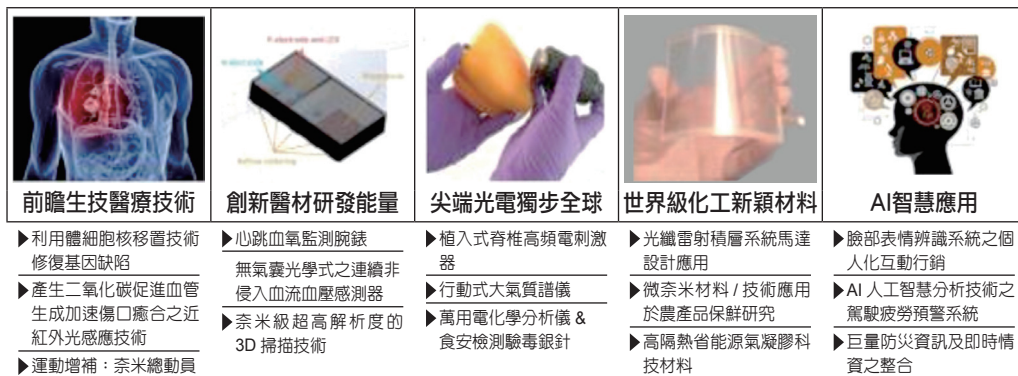 前瞻生技醫療技術
▶利用體細胞核移置技術
修復基因缺陷
▶產生二氧化碳促進血管
生成加速傷口癒合之近
紅外光感應技術
▶運動增補：奈米總動員
創新醫材研發能量
▶心跳血氧監測腕錶
無氣囊光學式之連續非
侵入血流血壓感測器
▶奈米級超高解析度的
3D 掃描技術
尖端光電獨步全球
▶植入式脊椎高頻電刺激
器
▶行動式大氣質譜儀
▶萬用電化學分析儀 &
食安檢測驗毒銀針
世界級化工新穎材料
▶光纖雷射積層系統馬達
設計應用
▶微奈米材料 / 技術應用
於農產品保鮮研究
▶高隔熱省能源氣凝膠科
技材料
AI智慧應用
▶臉部表情辨識系統之個
人化互動行銷
▶AI 人工智慧分析技術之
駕駛疲勞預警系統
▶巨量防災資訊及即時情
資之整合